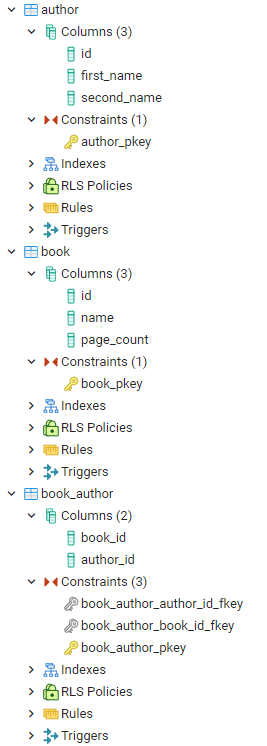 author
Columns (3)
id
first_name
second_name
Constraints (1)
author_pkey
Indexes
RLS Policies
Rules
Triggers
book
Columns (3)
id
name
page_count
Constraints (1)
book_pkey
Indexes
RLS Policies
Rules
Triggers
book_author
Columns (2)
book_id
author_id
Constraints (3)
book_author_author_id_fkey
book_author_book_id_fkey
book_author_pkey
Indexes
RLS Policies
Rules
Triggers